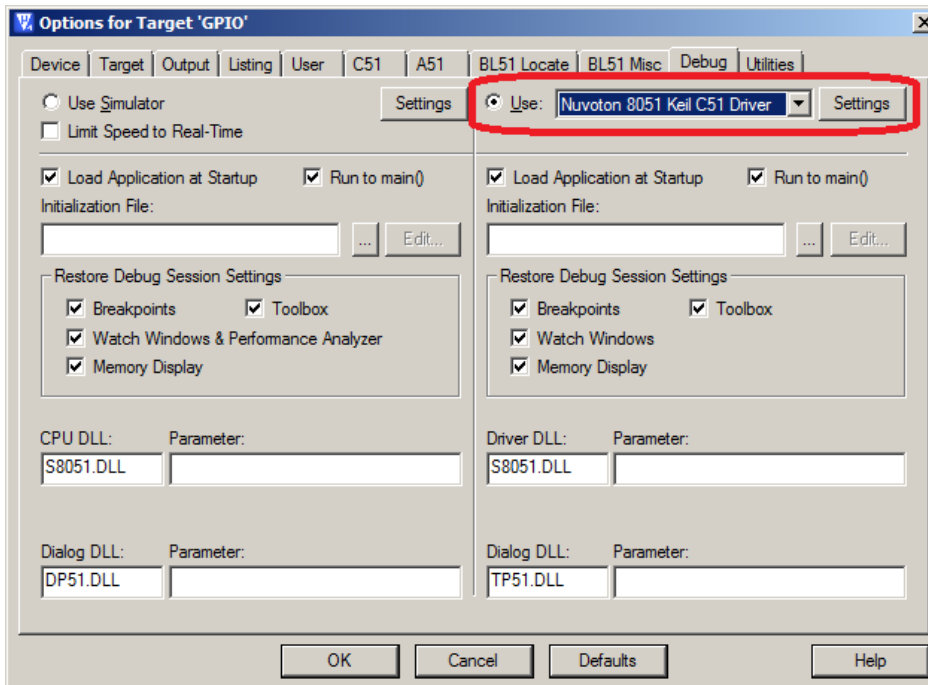 Options for Target 'GPIO'
Device Target Output Listing User C51 A51 BL51 Locate BL51 Misc Debug Utilities
Use Simulator Settings Use: Nuvoton 8051 Keil C51 Driver Settings
Limit Speed to Real-Time
Load Application at Startup Run to main() Load Application at Startup Run to main()
Initialization File: Initialization File:
... Edit... ... Edit...
Restore Debug Session Settings Restore Debug Session Settings
Breakpoints Toolbox Breakpoints Toolbox
Watch Windows & Performance Analyzer Watch Windows
Memory Display Memory Display
CPU DLL: Parameter: Driver DLL: Parameter:
S8051.DLL S8051.DLL
Dialog DLL: Parameter: Dialog DLL: Parameter:
DP51.DLL TP51.DLL
OK Cancel Defaults Help